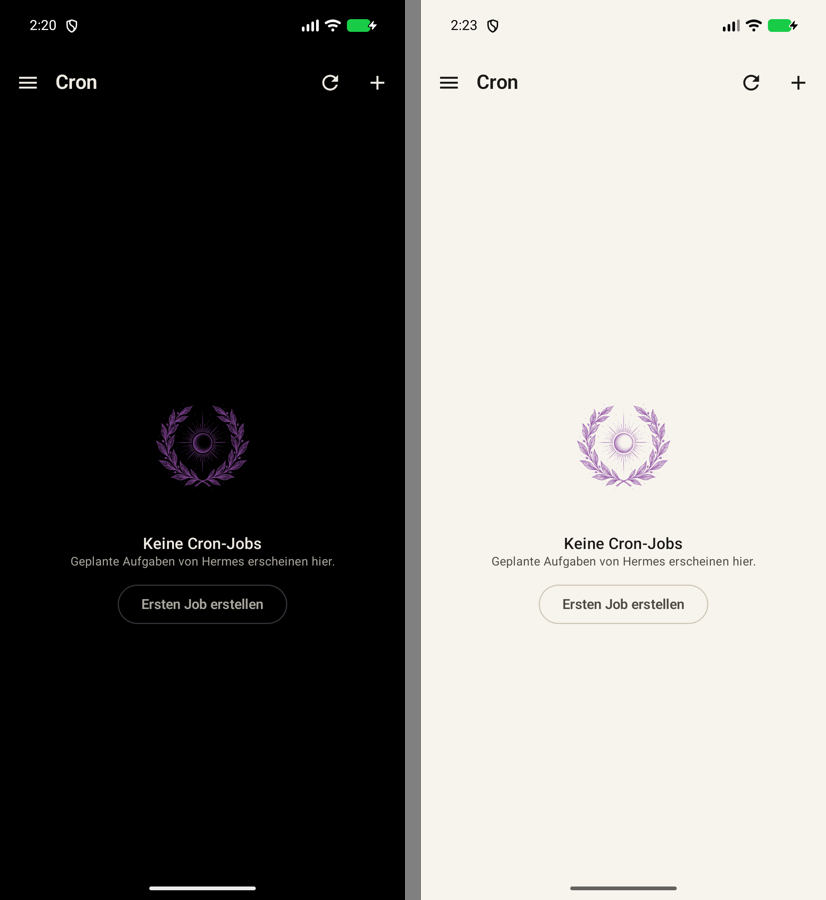 2:20
Cron
Keine Cron-Jobs
Geplante Aufgaben von Hermes erscheinen hier.
Ersten Job erstellen
2:23
Cron
Keine Cron-Jobs
Geplante Aufgaben von Hermes erscheinen hier.
Ersten Job erstellen